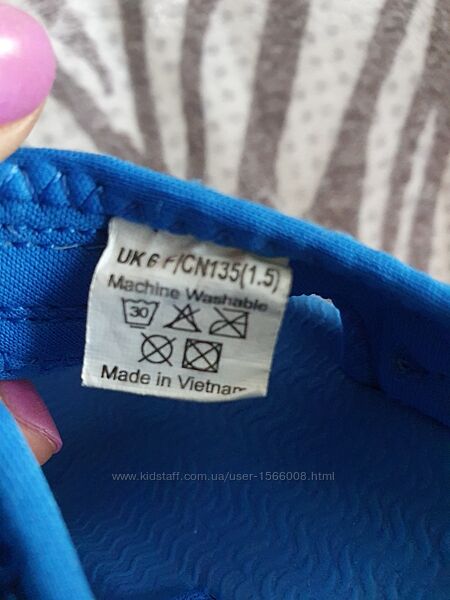 UK 6 F/CN135(1.5)
Machine Washable
30
Made in Vietnam
www.kidstaff.com.ua/user-1566008.html